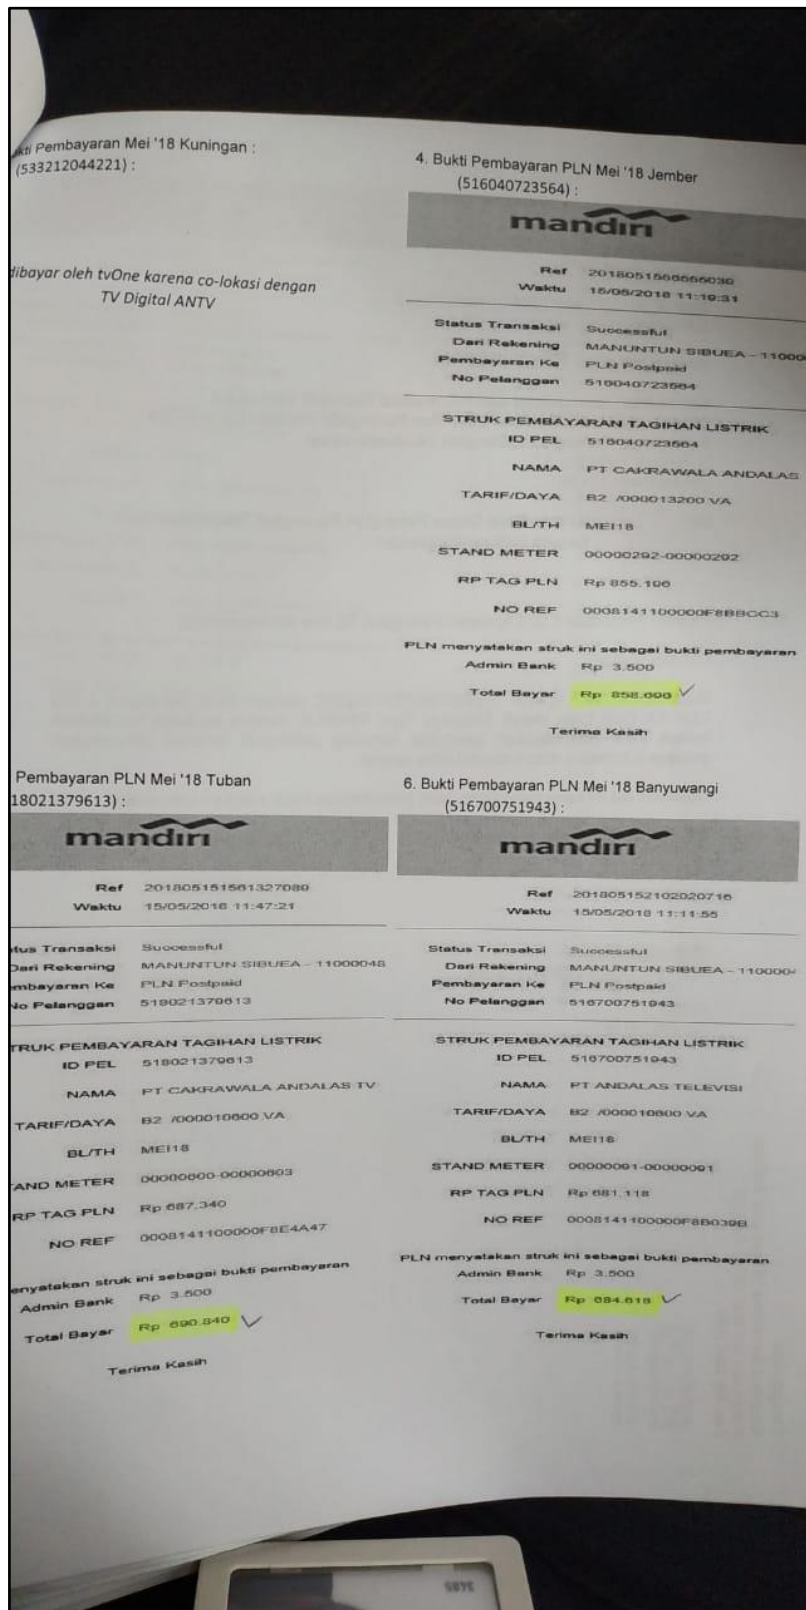 ukti Pembayaran Mei '18 Kuningan :
(533212044221) :
dibayar oleh tvOne karena co-lokasi dengan
TV Digital ANTV
4. Bukti Pembayaran PLN Mei '18 Jember
(516040723564) :
mandiri
Ref
Waktu 15/05/2018 11:19:31
Status Transaksi Successful
Dari Rekening MANUNTUN SIBUEA - 11000
Pembayaran Ke PLN Postpaid
No Pelanggan 516040723564
STRUK PEMBAYARAN TAGIHAN LISTRIK
ID PEL 516040723564
NAMA PT CAKRAWALA ANDALAS
TARIF/DAYA B2 /000013200 VA
BL/TH MEI18
STAND METER 00000292-00000292
RP TAG PLN Rp 855.196
NO REF 0008141100000F8BBCC3
PLN menyatakan struk ini sebagai bukti pembayaran
Admin Bank Rp 3.500
Total Bayar Rp 858.696
Terima Kasih
Pembayaran PLN Mei '18 Tuban
18021379613) :
mandiri
Ref 201805151561327089
Waktu 15/05/2018 11:47:21
tus Transaksi Successful
Dari Rekening MANUNTUN SIBUEA - 11000048
embayaran Ke PLN Postpaid
No Pelanggan 518021379613
TRUK PEMBAYARAN TAGIHAN LISTRIK
ID PEL 518021379613
NAMA PT CAKRAWALA ANDALAS TV
TARIF/DAYA B2 /000010600 VA
BL/TH MEI18
AND METER 00000600-00000603
RP TAG PLN Rp 687.340
NO REF 0008141100000F8E4A47
enyatakan struk ini sebagai bukti pembayaran
Admin Bank Rp 3.500
Total Bayar Rp 690.840
Terima Kasih
6. Bukti Pembayaran PLN Mei '18 Banyuwangi
(516700751943) :
mandiri
Ref 201805152102020716
Waktu 15/05/2018 11:11:55
Status Transaksi Successful
Dari Rekening MANUNTUN SIBUEA - 110000
Pembayaran Ke PLN Postpaid
No Pelanggan 516700751943
STRUK PEMBAYARAN TAGIHAN LISTRIK
ID PEL 516700751943
NAMA PT ANDALAS TELEVISI
TARIF/DAYA B2 /000010600 VA
BL/TH MEI18
STAND METER 00000091-00000091
RP TAG PLN Rp 681.118
NO REF 0008141100000F8B039B
PLN menyatakan struk ini sebagai bukti pembayaran
Admin Bank Rp 3.500
Total Bayar Rp 684.618
Terima Kasih